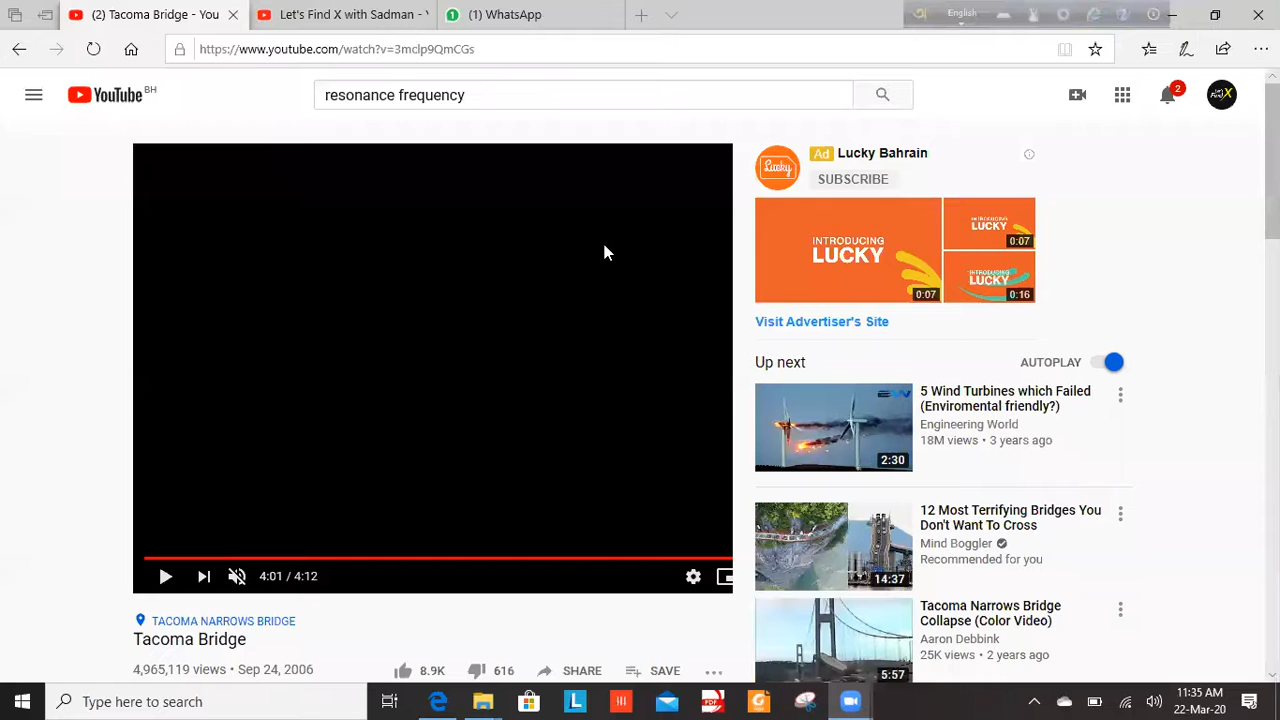 (2) Tacoma Bridge - You
Let's Find X with Sadman - Y
(1) WhatsApp
English
https://www.youtube.com/watch?v=3mclp9QmCGs
YouTube BH
resonance frequency
2
Ad Lucky Bahrain
SUBSCRIBE
Lucky
INTRODUCING
LUCKY
0:07
INTRODUCING
LUCKY
0:07
INTRODUCING
LUCKY
0:16
Visit Advertiser's Site
Up next
AUTOPLAY
5 Wind Turbines which Failed
(Enviromental friendly?)
Engineering World
18M views • 3 years ago
2:30
12 Most Terrifying Bridges You
Don't Want To Cross
Mind Boggler
Recommended for you
14:37
Tacoma Narrows Bridge
Collapse (Color Video)
Aaron Debbink
25K views • 2 years ago
5:57
4:01 / 4:12
TACOMA NARROWS BRIDGE
Tacoma Bridge
4,965,119 views • Sep 24, 2006
8.9K
616
SHARE
SAVE
Type here to search
11:35 AM
22-Mar-20